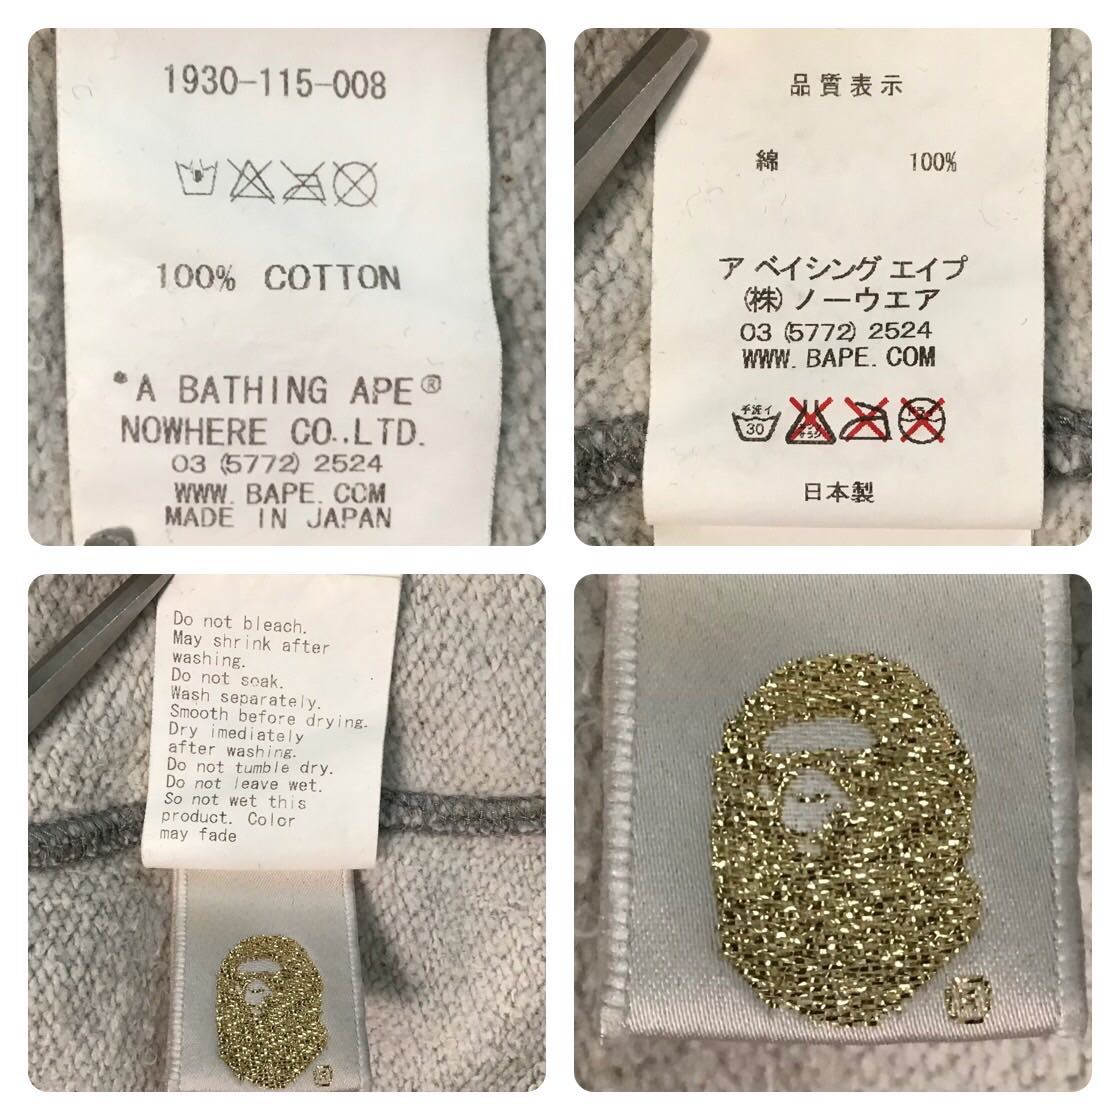 1930-115-008
100% COTTON
*A BATHING APE®
NOWHERE CO.,LTD.
03 (5772) 2524
WWW. BAPE. COM
MADE IN JAPAN
品質表示
綿 100%
ア ベイシング エイプ
(株) ノーウエア
03 (5772) 2524
WWW. BAPE. COM
手洗イ
30
日本製
Do not bleach.
May shrink after
washing.
Do not soak.
Wash separately.
Smooth before drying.
Dry imediately
after washing.
Do not tumble dry.
Do not leave wet.
So not wet this
product. Color
may fade
®
®